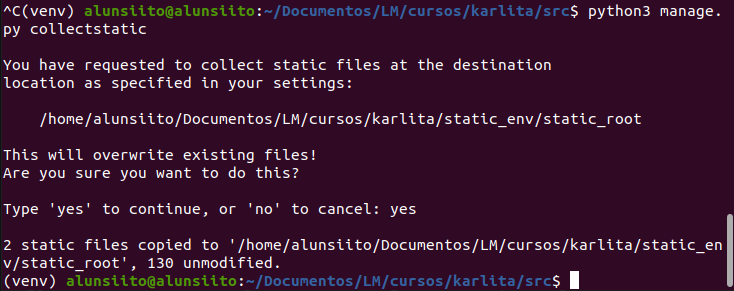 ^C(venv) alunsiito@alunsiito:~/Documentos/LM/cursos/karlita/src$ python3 manage.
py collectstatic
You have requested to collect static files at the destination
location as specified in your settings:
/home/alunsiito/Documentos/LM/cursos/karlita/static_env/static_root
This will overwrite existing files!
Are you sure you want to do this?
Type 'yes' to continue, or 'no' to cancel: yes
2 static files copied to '/home/alunsiito/Documentos/LM/cursos/karlita/static_en
v/static_root', 130 unmodified.
(venv) alunsiito@alunsiito:~/Documentos/LM/cursos/karlita/src$